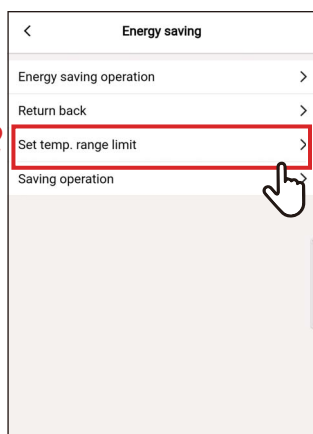 Energy saving
Energy saving operation
Return back
Set temp. range limit
Saving operation